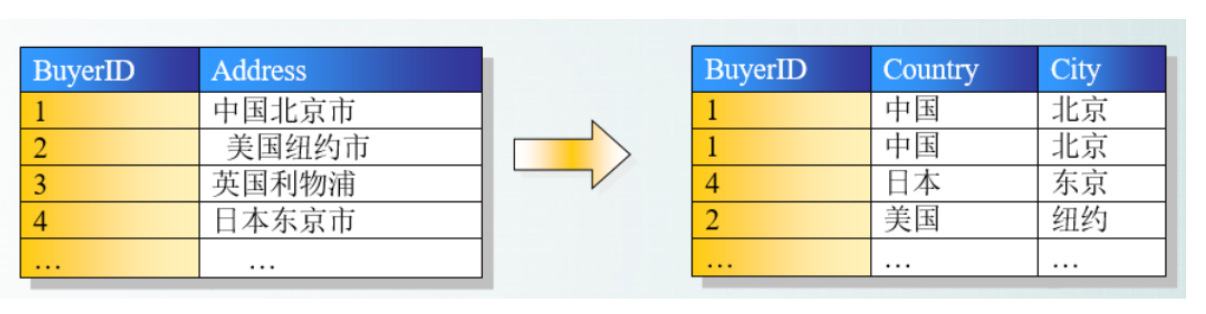 BuyerID Address
1 中国北京市
2 美国纽约市
3 英国利物浦
4 日本东京市
… …
BuyerID Country City
1 中国 北京
1 中国 北京
4 日本 东京
2 美国 纽约
… … …